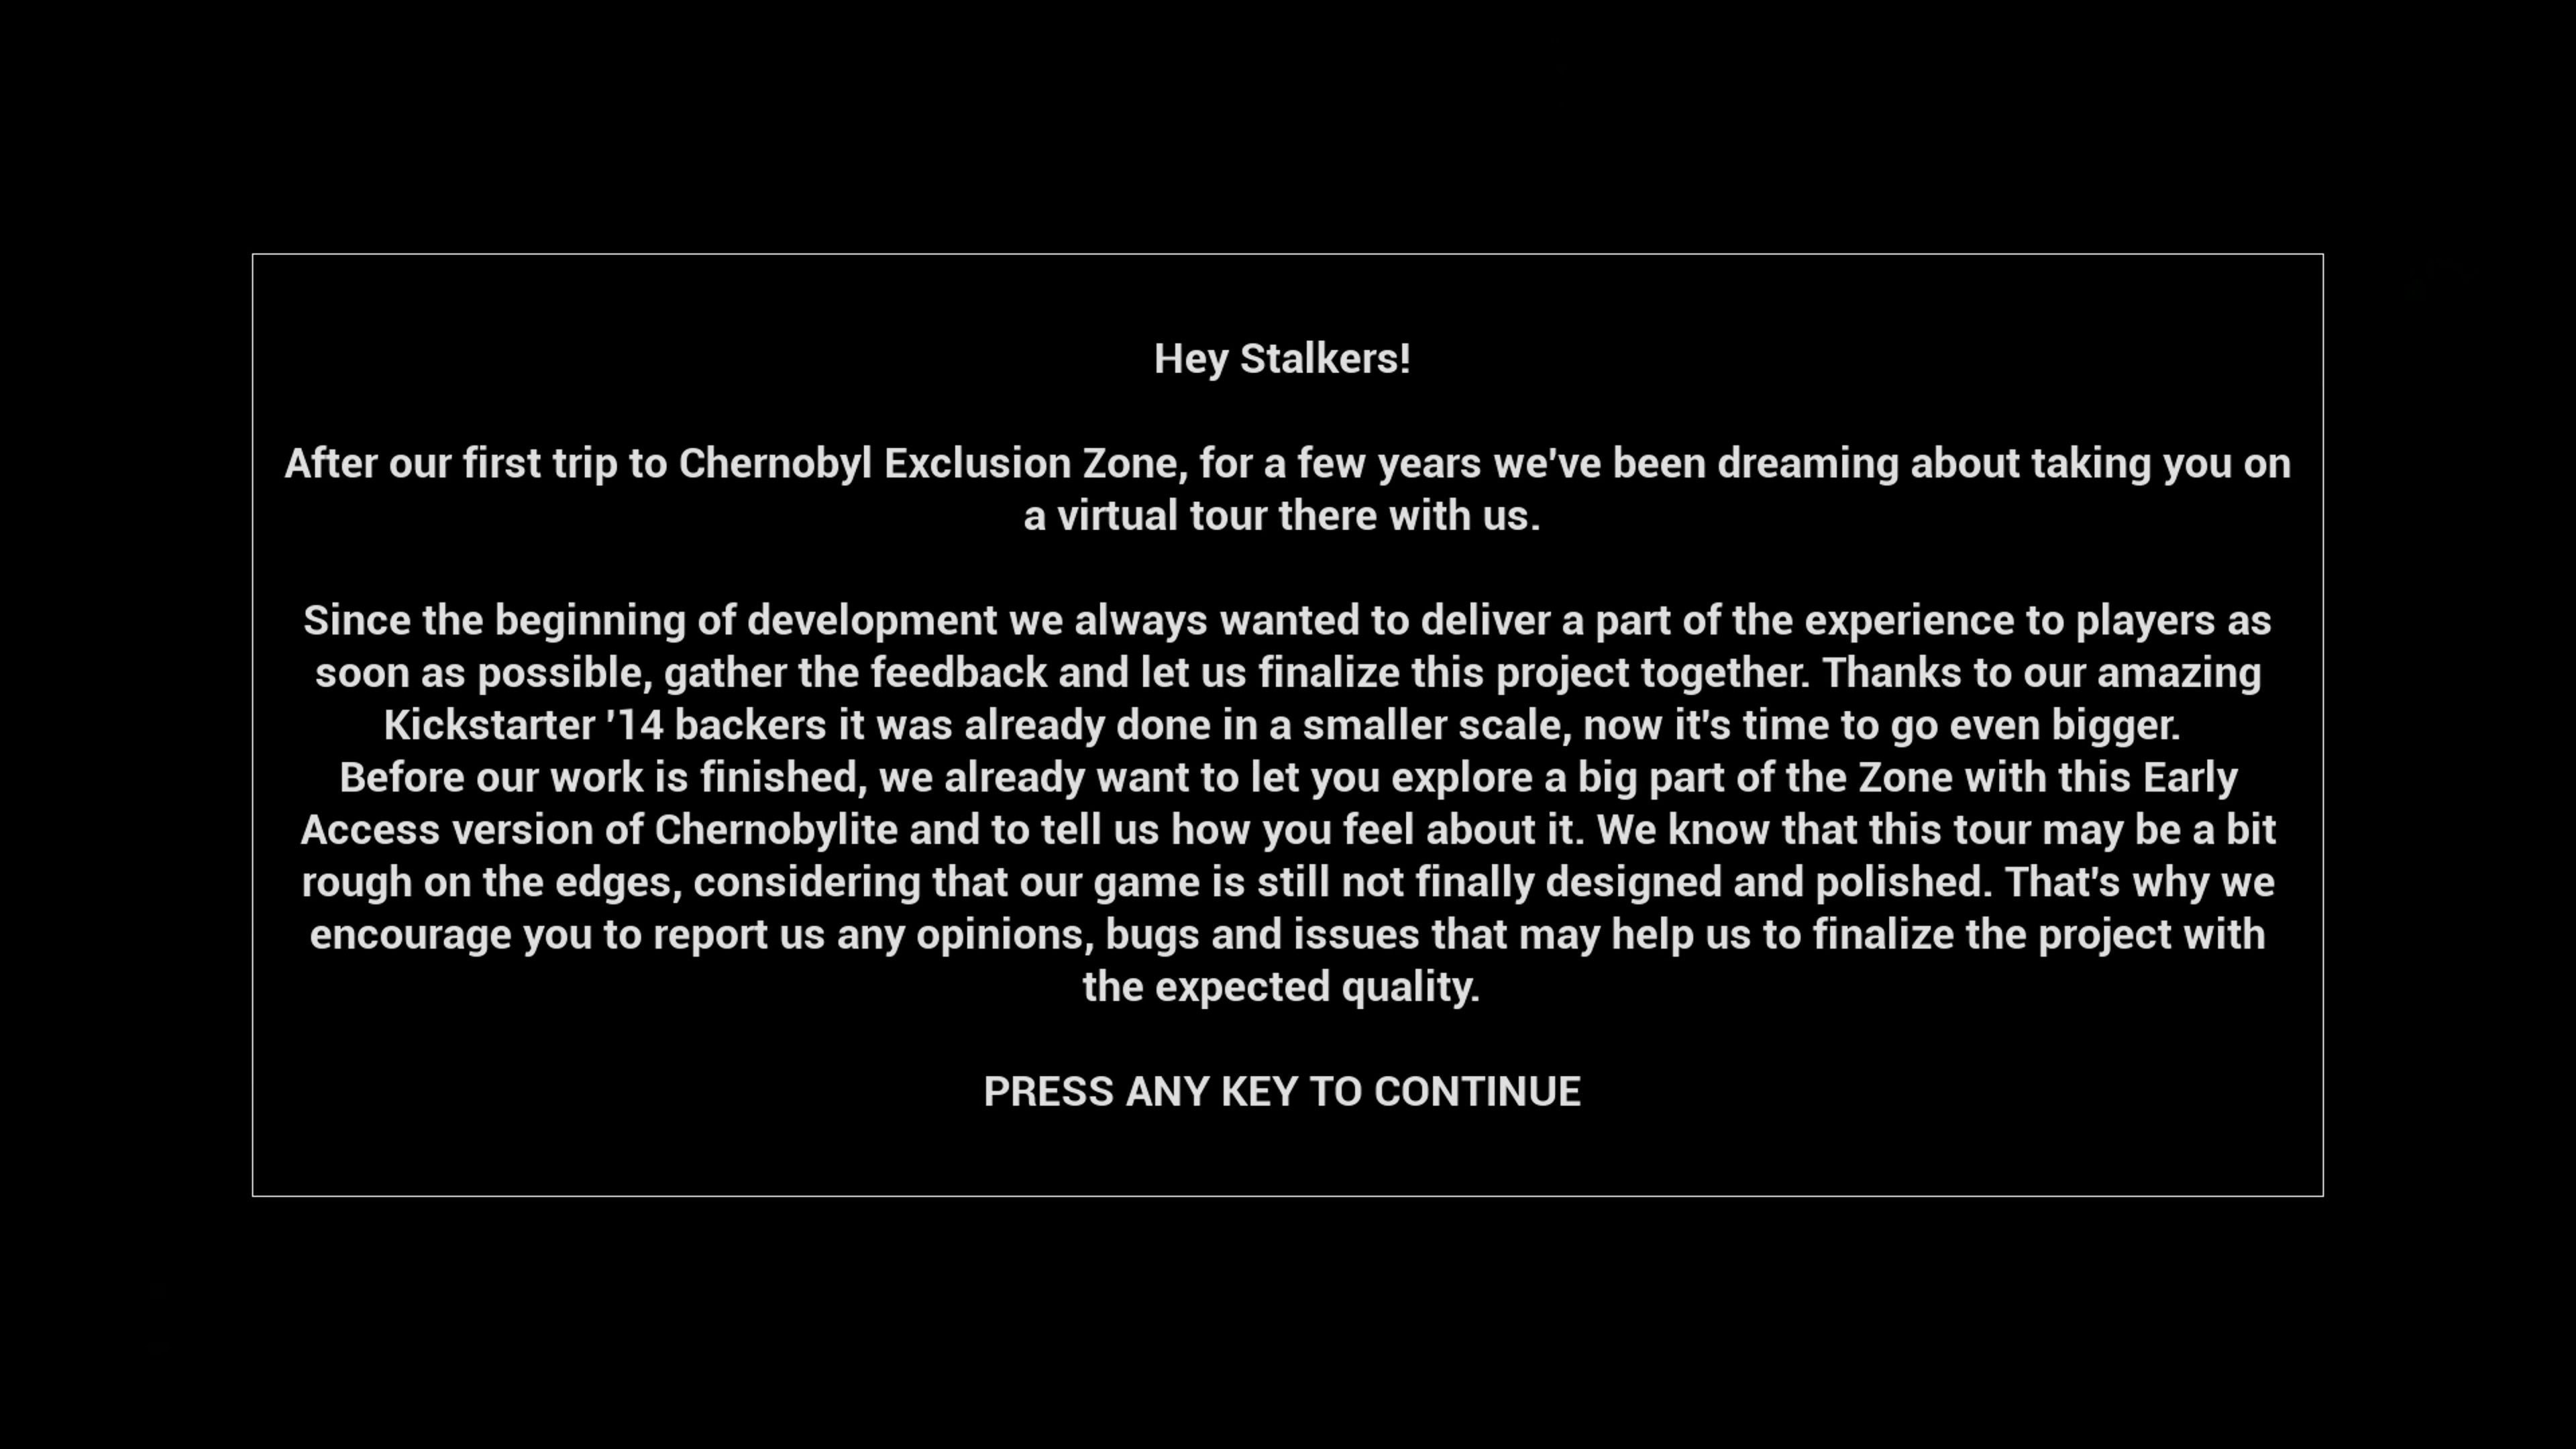 Hey Stalkers!
After our first trip to Chernobyl Exclusion Zone, for a few years we've been dreaming about taking you on
a virtual tour there with us.
Since the beginning of development we always wanted to deliver a part of the experience to players as
soon as possible, gather the feedback and let us finalize this project together. Thanks to our amazing
Kickstarter '14 backers it was already done in a smaller scale, now it's time to go even bigger.
Before our work is finished, we already want to let you explore a big part of the Zone with this Early
Access version of Chernobylite and to tell us how you feel about it. We know that this tour may be a bit
rough on the edges, considering that our game is still not finally designed and polished. That's why we
encourage you to report us any opinions, bugs and issues that may help us to finalize the project with
the expected quality.
PRESS ANY KEY TO CONTINUE